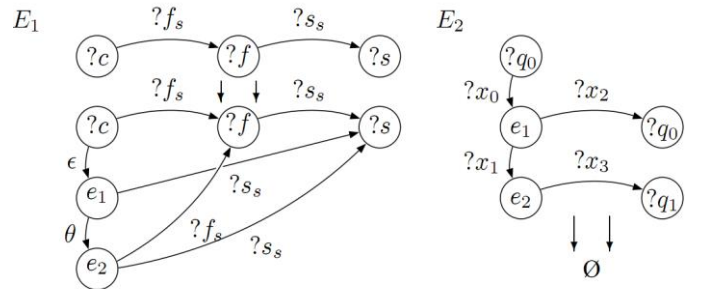 E₁ ?fₛ ?sₛ E₂
?c ?f ?s ?q₀
?fₛ ?sₛ ?x₀ ?x₂
?c ?f ?s e₁ ?q₀
ϵ ?x₁ ?x₃
e₁ ?sₛ e₂ ?q₁
θ ?fₛ ?sₛ
e₂ Ø